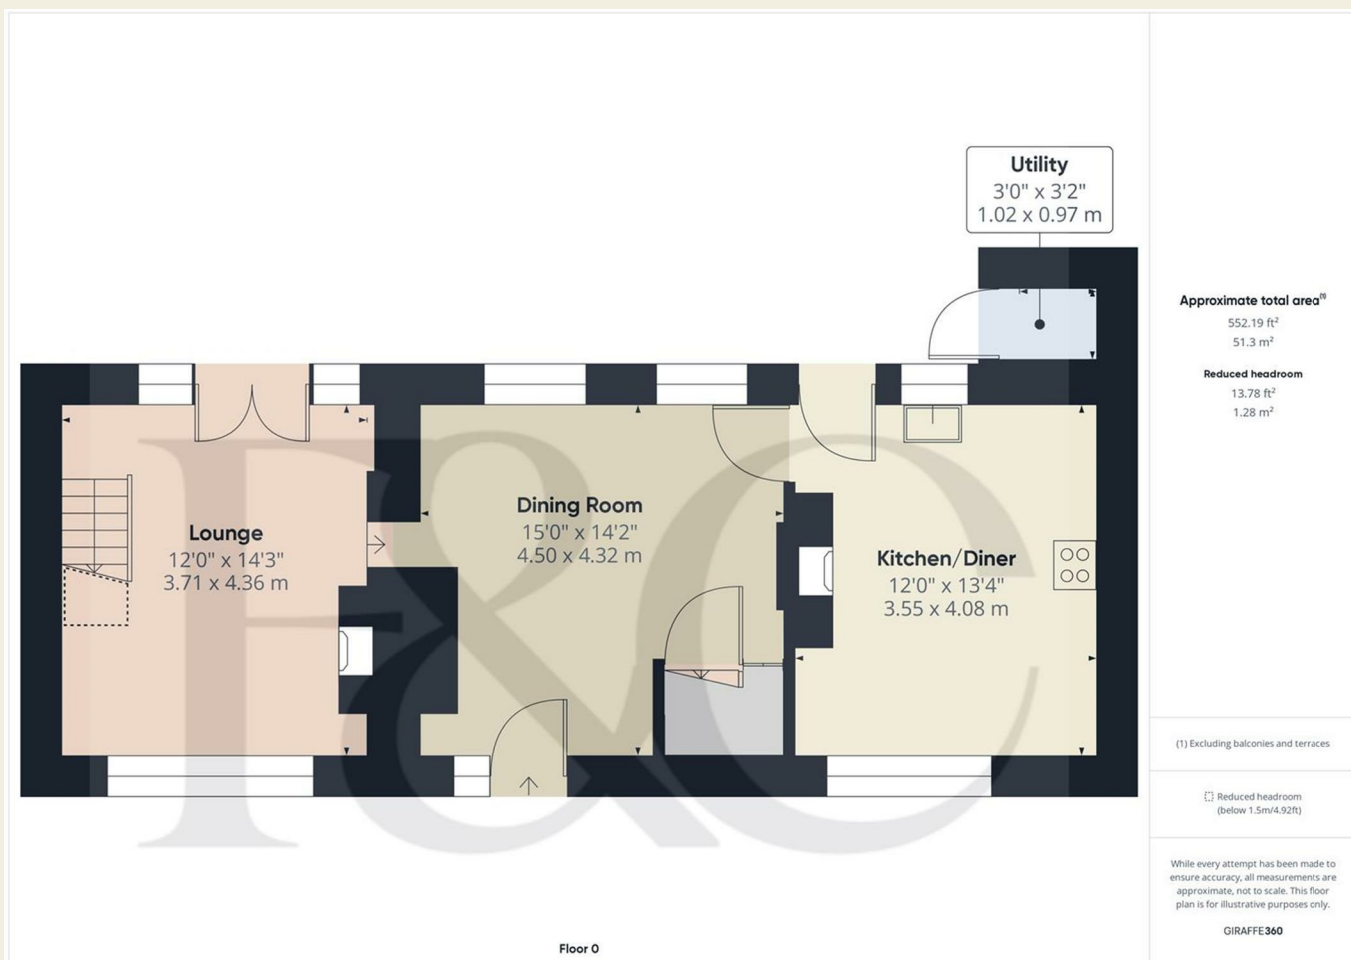 Utility
3'0" x 3'2"
1.02 x 0.97 m
Approximate total area(1)
552.19 ft²
51.3 m²
Reduced headroom
13.78 ft²
1.28 m²
Lounge
12'0" x 14'3"
3.71 x 4.36 m
Dining Room
15'0" x 14'2"
4.50 x 4.32 m
Kitchen/Diner
12'0" x 13'4"
3.55 x 4.08 m
F&C
(1) Excluding balconies and terraces
Reduced headroom
(below 1.5m/4.92ft)
While every attempt has been made to
ensure accuracy, all measurements are
approximate, not to scale. This floor
plan is for illustrative purposes only.
GIRAFFE360
Floor 0